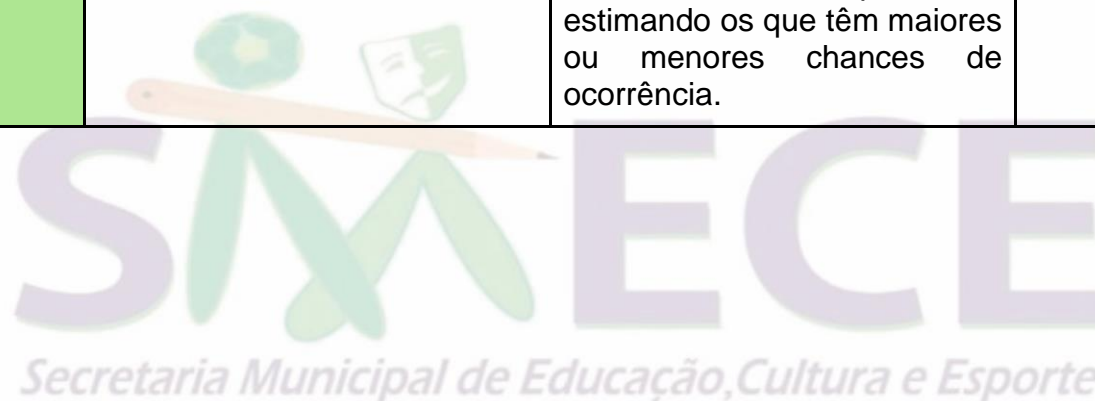 estimando os que têm maiores
ou menores chances de
ocorrência.
SMECE
Secretaria Municipal de Educação,Cultura e Esporte